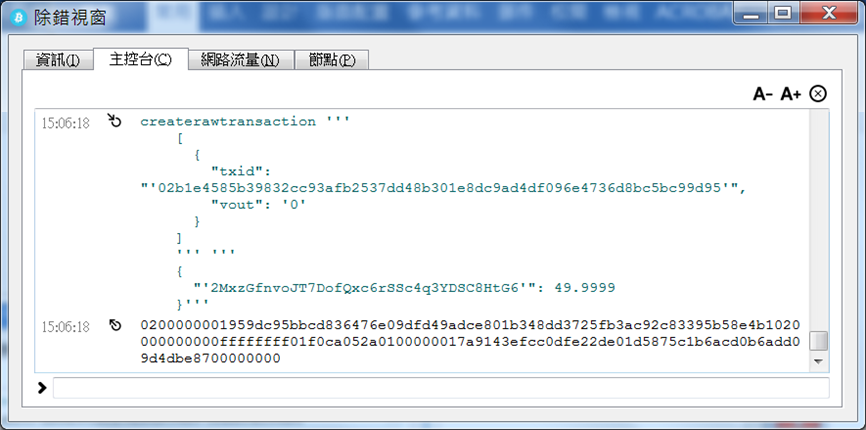 除錯視窗
資訊(I) 主控台(C) 網路流量(N) 節點(P)
A- A+
15:06:18 createrawtransaction '''
[
{
"txid":
"'02b1e4585b39832cc93afb2537dd48b301e8dc9ad4df096e4736d8bc5bc99d95'",
"vout": '0'
}
]
''' '''
{
"'2MxzGfnvoJT7DofQxc6rSSc4q3YDSC8HtG6'": 49.9999
}'''
15:06:18 0200000001959dc95bbcd836476e09dfd49adce801b348dd3725fb3ac92c83395b58e4b1020
000000000ffffffff01f0ca052a0100000017a9143efcc0dfe22de01d5875c1b6acd0b6add0
9d4dbe8700000000